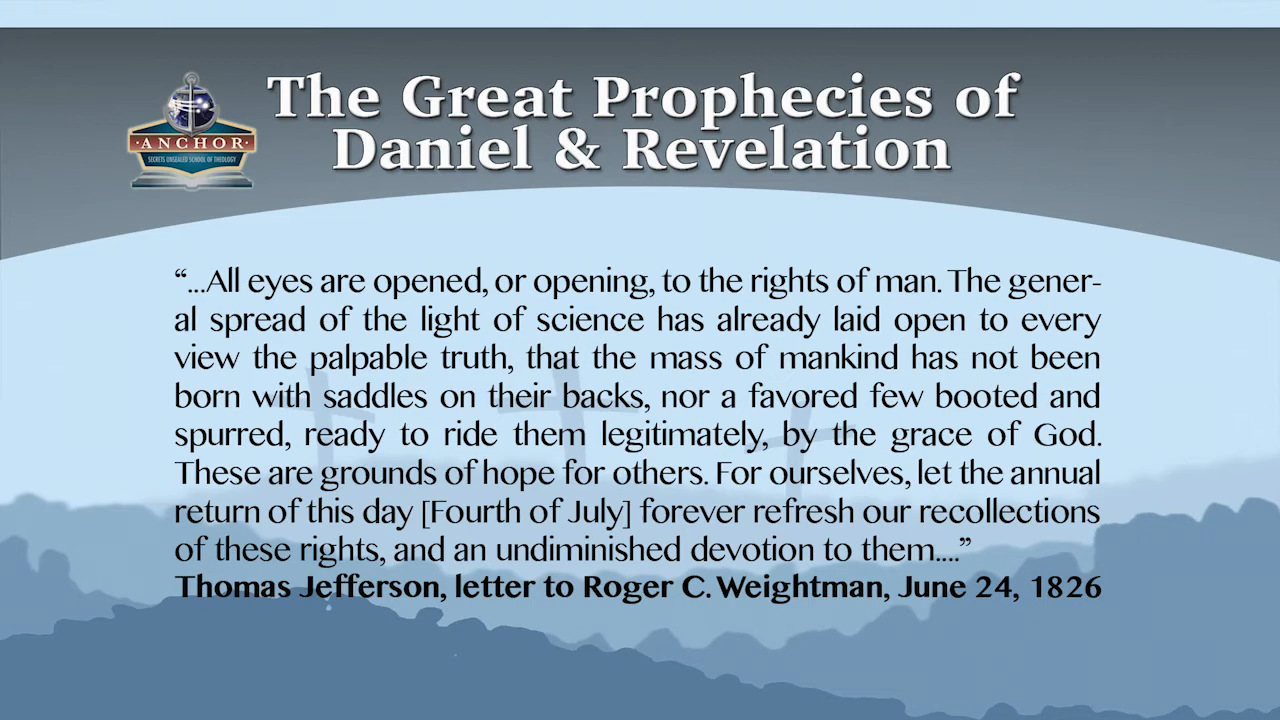 The Great Prophecies of
Daniel & Revelation
·ANCHOR·
SECRETS UNSEALED SCHOOL OF THEOLOGY
“...All eyes are opened, or opening, to the rights of man. The gener-
al spread of the light of science has already laid open to every
view the palpable truth, that the mass of mankind has not been
born with saddles on their backs, nor a favored few booted and
spurred, ready to ride them legitimately, by the grace of God.
These are grounds of hope for others. For ourselves, let the annual
return of this day [Fourth of July] forever refresh our recollections
of these rights, and an undiminished devotion to them....”
Thomas Jefferson, letter to Roger C. Weightman, June 24, 1826